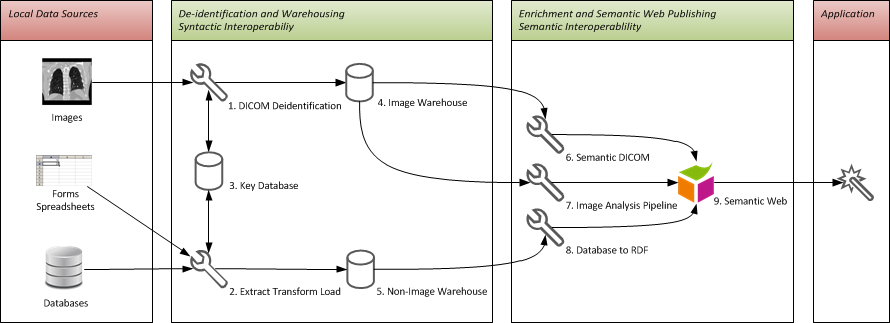 Local Data Sources
De-identification and Warehousing
Syntactic Interoperabiliy
Enrichment and Semantic Web Publishing
Semantic Interoperablility
Application
Images
Forms
Spreadsheets
Databases
1. DICOM Deidentification
3. Key Database
2. Extract Transform Load
4. Image Warehouse
5. Non-Image Warehouse
6. Semantic DICOM
7. Image Analysis Pipeline
8. Database to RDF
9. Semantic Web